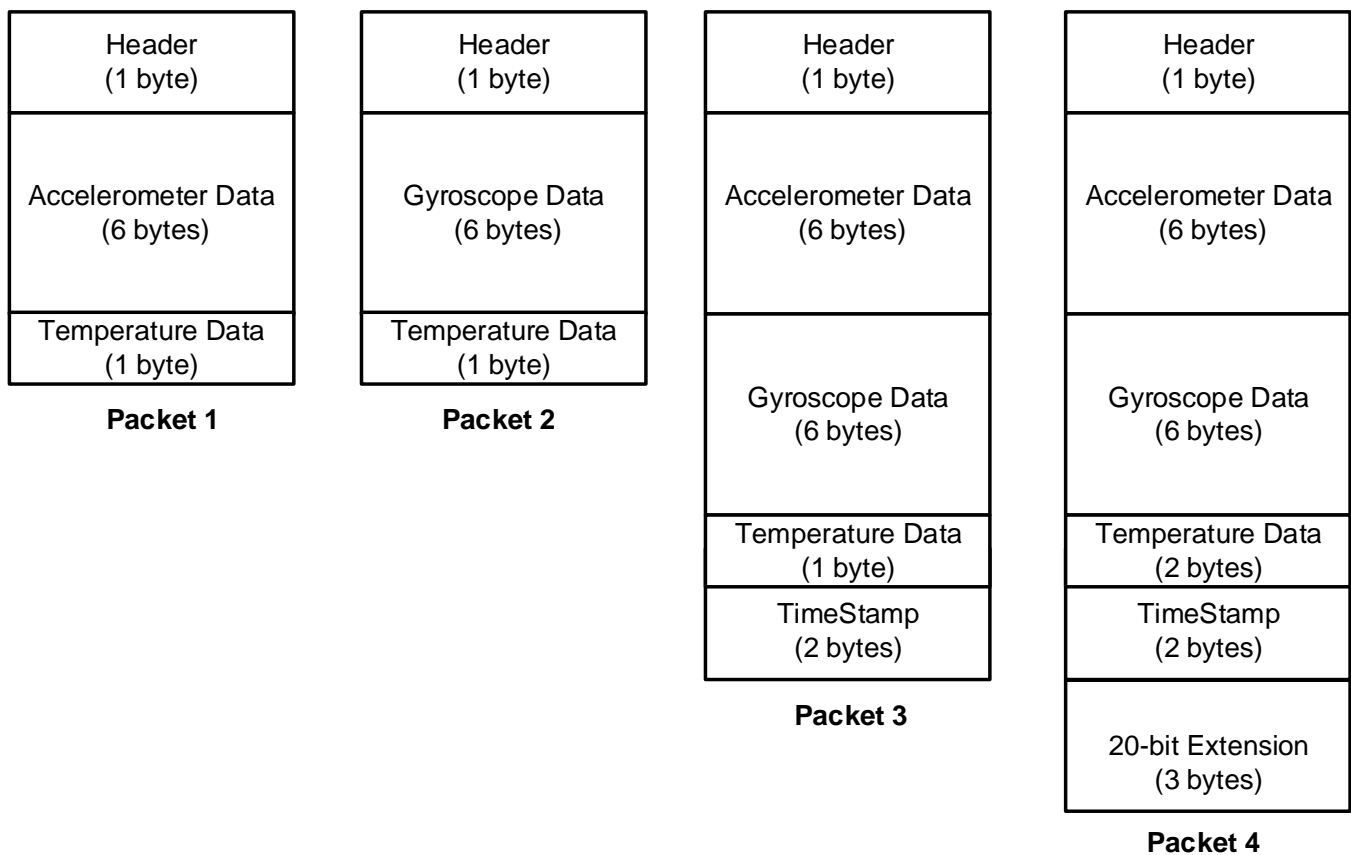 Header
(1 byte)
Accelerometer Data
(6 bytes)
Temperature Data
(1 byte)
Packet 1
Header
(1 byte)
Gyroscope Data
(6 bytes)
Temperature Data
(1 byte)
Packet 2
Header
(1 byte)
Accelerometer Data
(6 bytes)
Gyroscope Data
(6 bytes)
Temperature Data
(1 byte)
TimeStamp
(2 bytes)
Packet 3
Header
(1 byte)
Accelerometer Data
(6 bytes)
Gyroscope Data
(6 bytes)
Temperature Data
(2 bytes)
TimeStamp
(2 bytes)
20-bit Extension
(3 bytes)
Packet 4